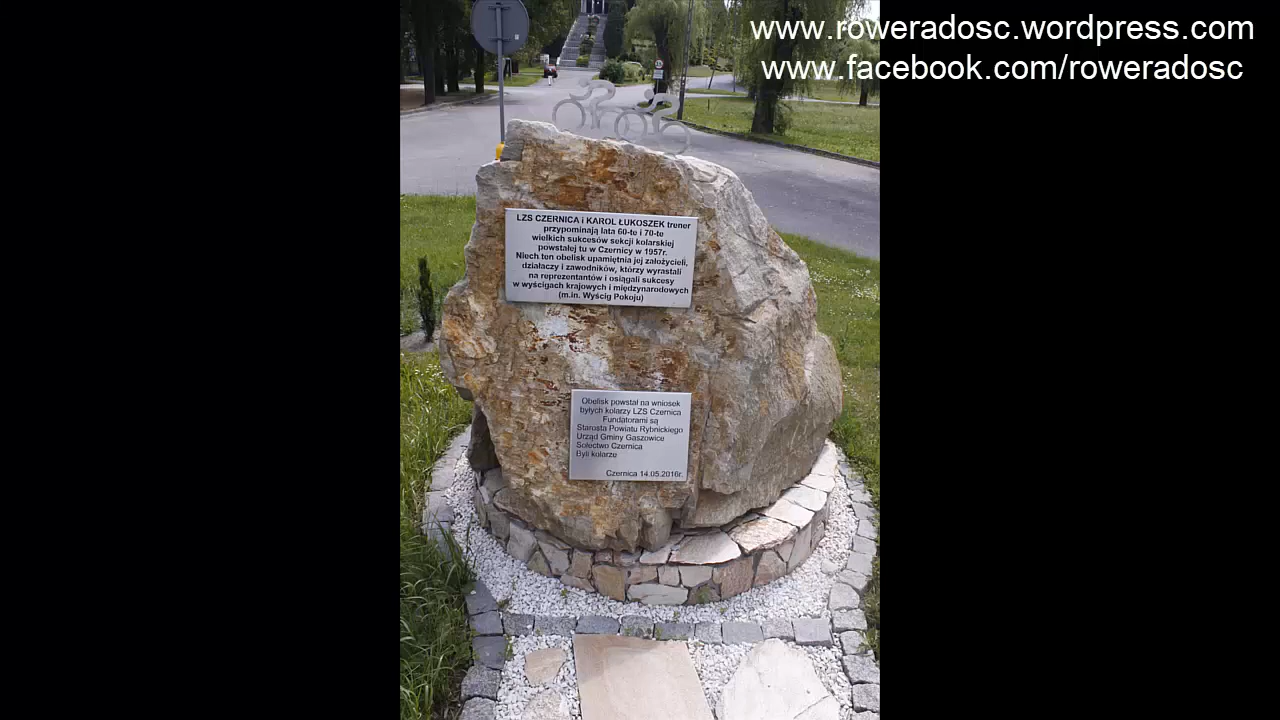 www.roweradosc.wordpress.com
www.facebook.com/roweradosc
LZS CZERNICA i KAROL ŁUKOSZEK trener
przypominają lata 60-te i 70-te
wielkich sukcesów sekcji kolarskiej
powstałej tu w Czernicy w 1957r.
Niech ten obelisk upamiętnia jej założycieli,
działaczy i zawodników, którzy wyrastali
na reprezentantów i osiągali sukcesy
w wyścigach krajowych i międzynarodowych
(m.in. Wyścig Pokoju)
Obelisk powstał na wniosek
byłych kolarzy LZS Czernica
Fundatorami są
Starosta Powiatu Rybnickiego
Urząd Gminy Gaszowice
Sołectwo Czernica
Byli kolarze
Czernica 14.05.2016r.